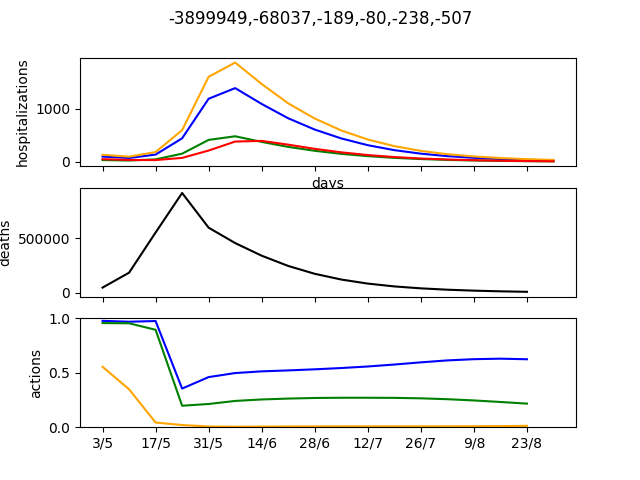 -3899949,-68037,-189,-80,-238,-507
hospitalizations
1000
0
days
deaths
500000
0
actions
1.0
0.5
0.0
3/5 17/5 31/5 14/6 28/6 12/7 26/7 9/8 23/8